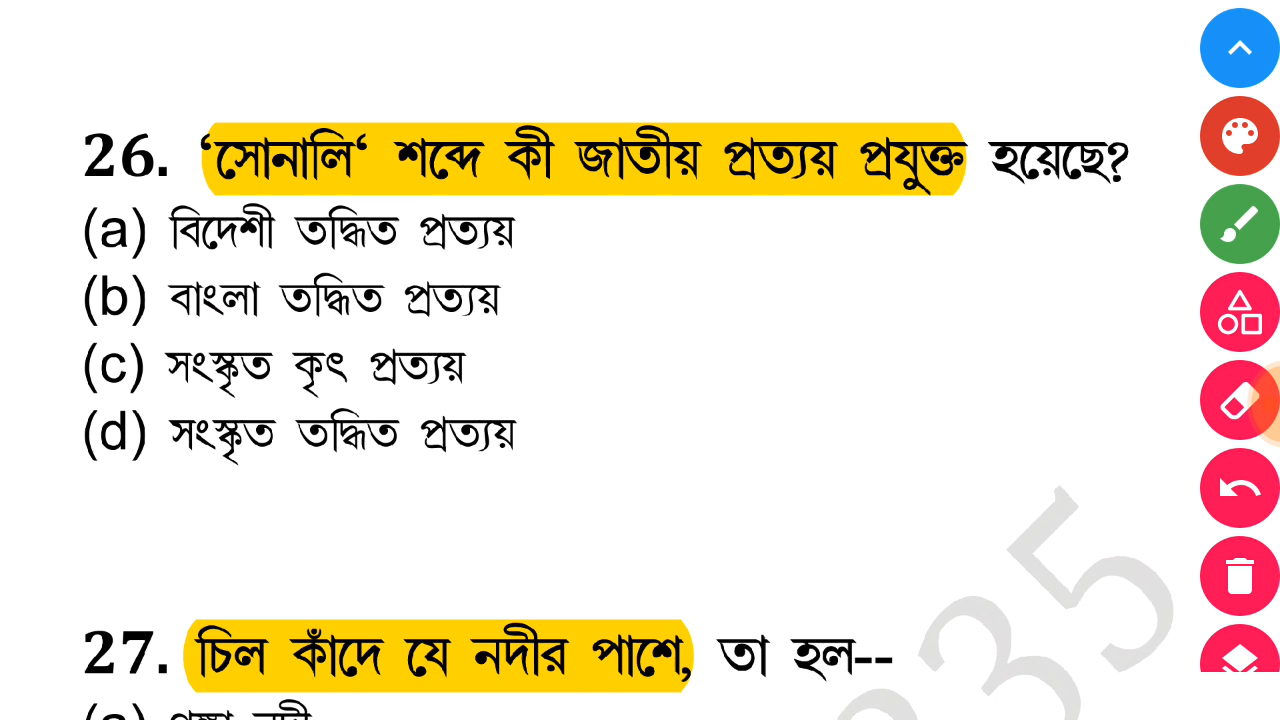 26. ‘সোনালি‘ শব্দে কী জাতীয় প্রত্যয় প্রযুক্ত হয়েছে?
(a) বিদেশী তদ্ধিত প্রত্যয়
(b) বাংলা তদ্ধিত প্রত্যয়
(c) সংস্কৃত কৃৎ প্রত্যয়
(d) সংস্কৃত তদ্ধিত প্রত্যয়
27. চিল কাঁদে যে নদীর পাশে, তা হল--
35